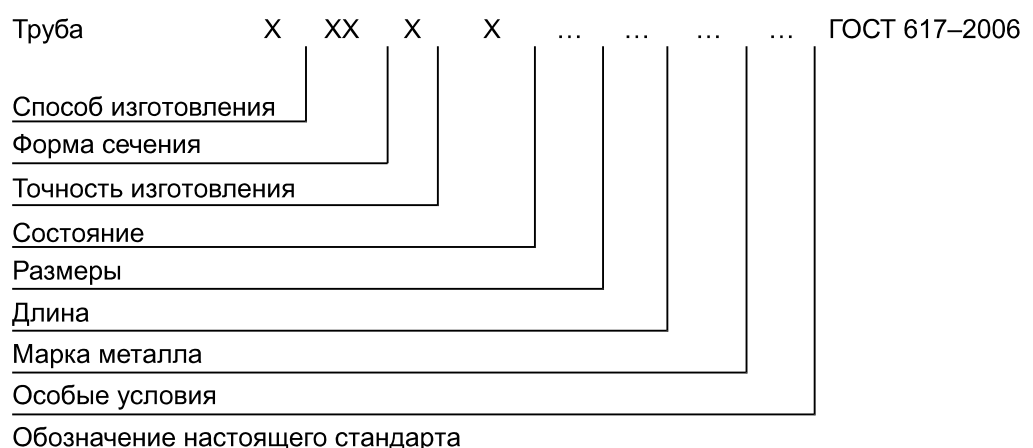 Труба Х ХХ Х Х ... ... ... ... ГОСТ 617–2006
Способ изготовления
Форма сечения
Точность изготовления
Состояние
Размеры
Длина
Марка металла
Особые условия
Обозначение настоящего стандарта